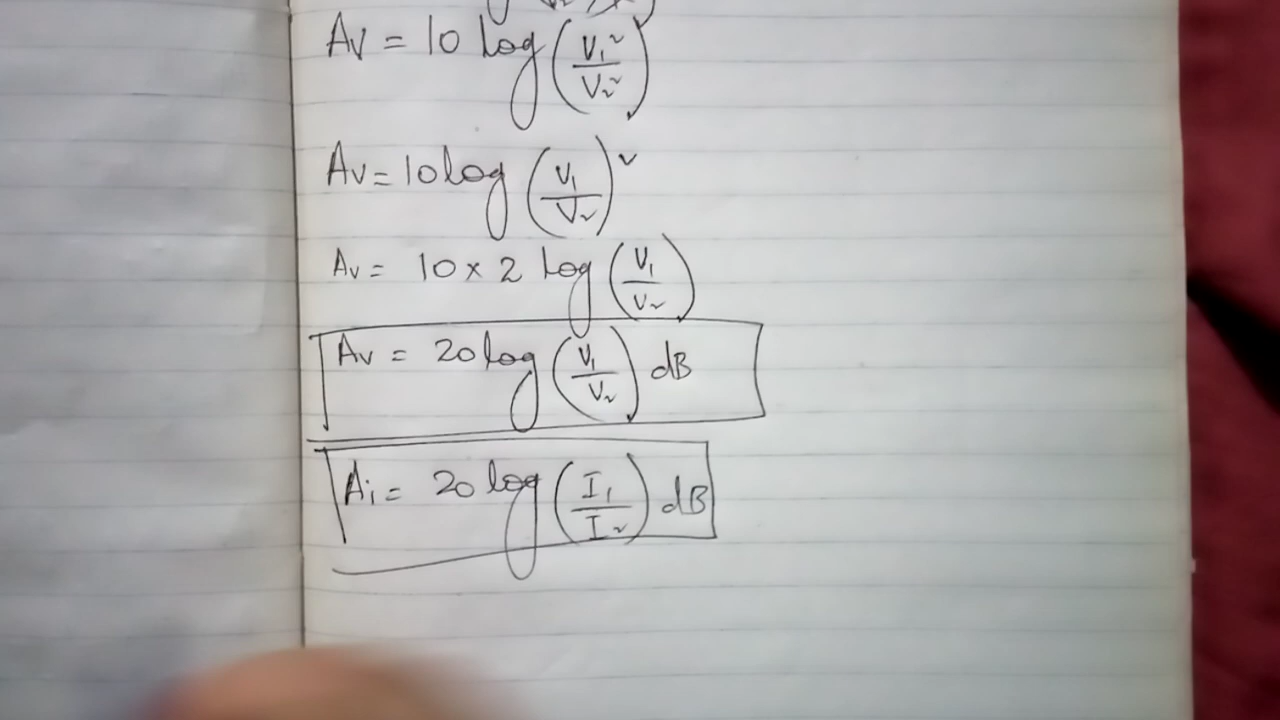 Av = 10 log (V₁²/V₂²)
Av = 10 log (V₁/V₂)²
Av = 10 × 2 log (V₁/V₂)
Av = 20 log (V₁/V₂) dB
Ai = 20 log (I₁/I₂) dB